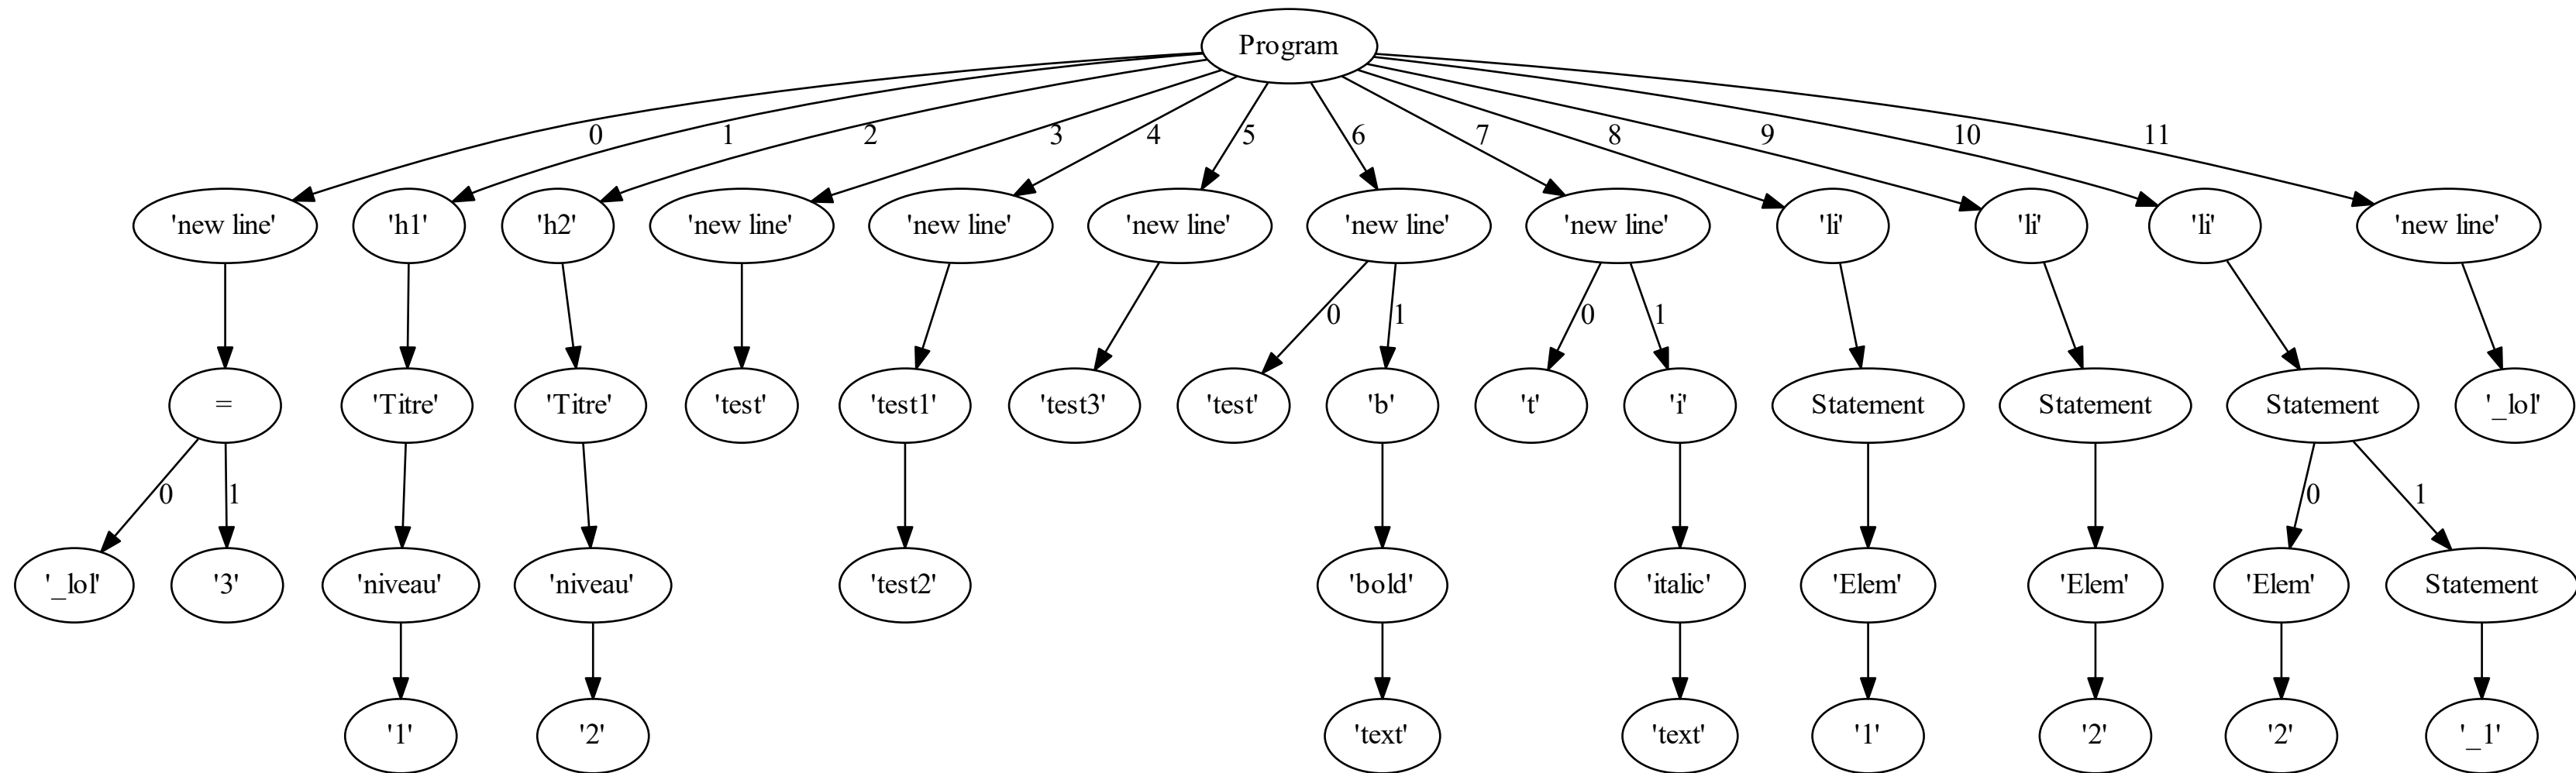 Program
0 1 2 3 4 5 6 7 8 9 10 11
'new line' 'h1' 'h2' 'new line' 'new line' 'new line' 'new line' 'new line' 'li' 'li' 'li' 'new line'
0 1 0 1
= 'Titre' 'Titre' 'test' 'test1' 'test3' 'test' 'b' 't' 'i' Statement Statement Statement '_lol'
0 1 0 1
'_lol' '3' 'niveau' 'niveau' 'test2' 'bold' 'italic' 'Elem' 'Elem' 'Elem' Statement
'1' '2' 'text' 'text' '1' '2' '2' '_1'